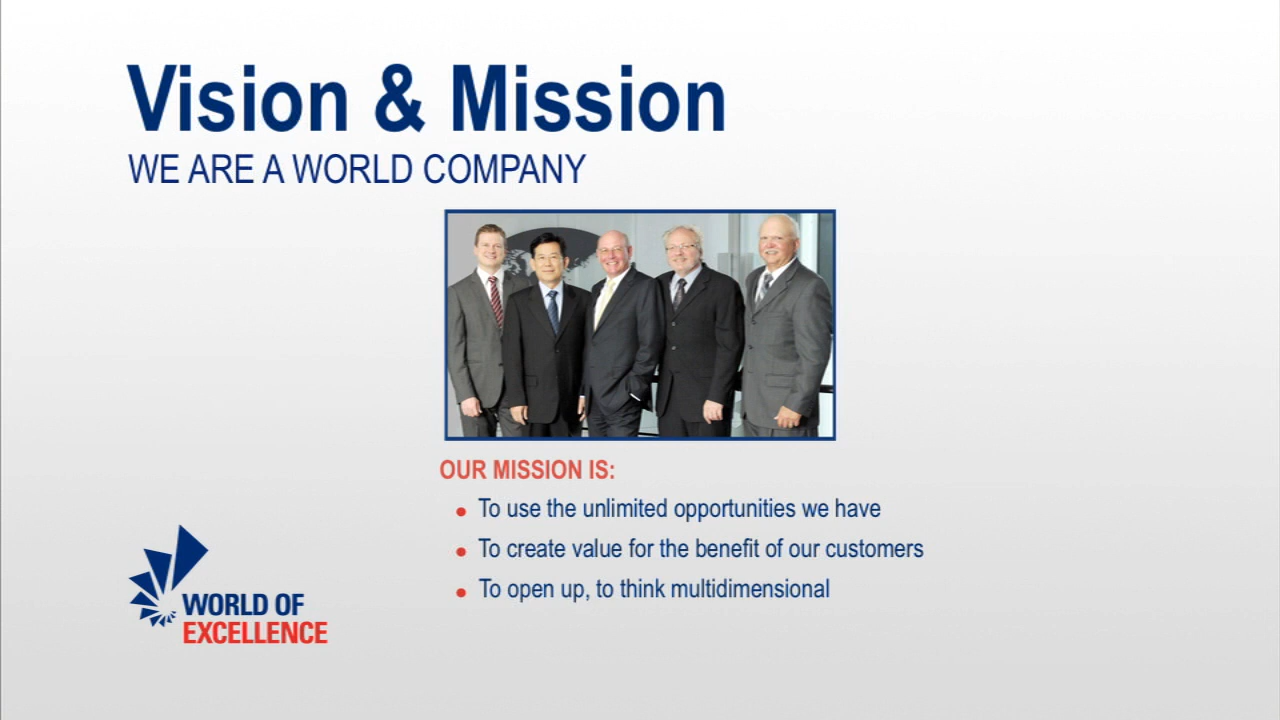 Vision & Mission
WE ARE A WORLD COMPANY
OUR MISSION IS:
To use the unlimited opportunities we have
To create value for the benefit of our customers
To open up, to think multidimensional
WORLD OF
EXCELLENCE